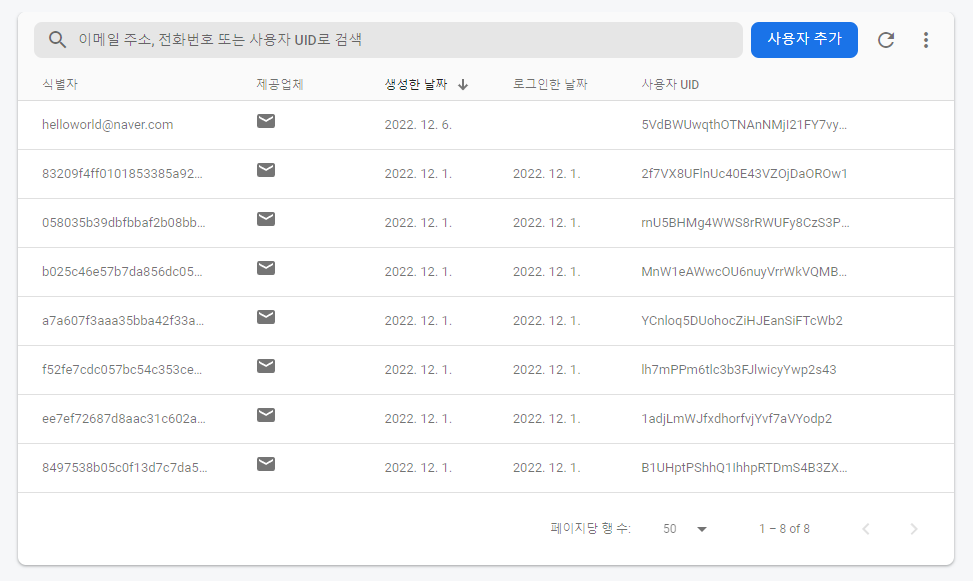 이메일 주소, 전화번호 또는 사용자 UID로 검색 사용자 추가
식별자 제공업체 생성한 날짜 로그인한 날짜 사용자 UID
helloworld@naver.com 2022. 12. 6. 5VdBWUwqthOTNAnNMjI21FY7vy...
83209f4ff0101853385a92... 2022. 12. 1. 2022. 12. 1. 2f7VX8UFlnUc40E43VZOjDaOROw1
058035b39dbfbbaf2b08bb... 2022. 12. 1. 2022. 12. 1. rnU5BHMg4WWS8rRWUFy8CzS3P...
b025c46e57b7da856dc05... 2022. 12. 1. 2022. 12. 1. MnW1eAWwcOU6nuyVrrWkVQMB...
a7a607f3aaa35bba42f33a... 2022. 12. 1. 2022. 12. 1. YCnloq5DUohocZiHJEanSiFTcWb2
f52fe7cdc057bc54c353ce... 2022. 12. 1. 2022. 12. 1. lh7mPPm6tlc3b3FJlwicyYwp2s43
ee7ef72687d8aac31c602a... 2022. 12. 1. 2022. 12. 1. 1adjLmWJfxdhorfvjYvf7aVYodp2
8497538b05c0f13d7c7da5... 2022. 12. 1. 2022. 12. 1. B1UHptPShhQ1IhhpRTDmS4B3ZX...
페이지당 행 수: 50 1 – 8 of 8